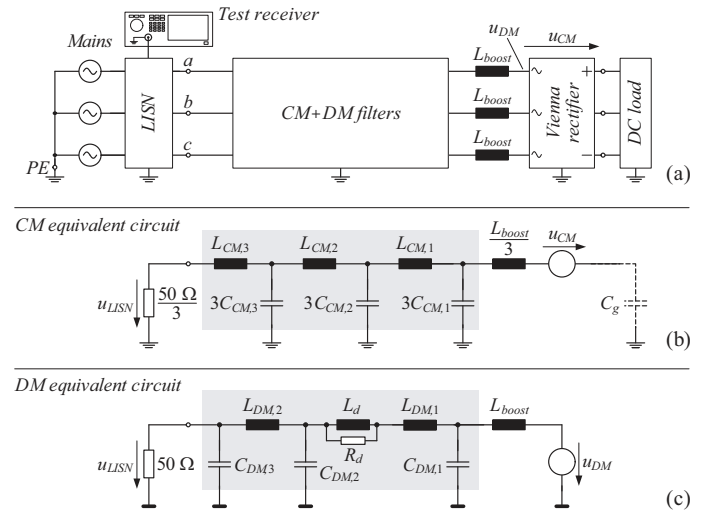 Test receiver
Mains
LISN
a
b
c
PE
CM+DM filters
L_boost
L_boost
L_boost
u_DM
u_CM
+
−
Vienna rectifier
DC load
(a)
CM equivalent circuit
u_LISN
50 Ω
3
L_CM,3
L_CM,2
L_CM,1
3C_CM,3
3C_CM,2
3C_CM,1
L_boost
3
u_CM
C_g
(b)
DM equivalent circuit
u_LISN
50 Ω
L_DM,2
L_d
L_DM,1
R_d
C_DM,3
C_DM,2
C_DM,1
L_boost
u_DM
(c)